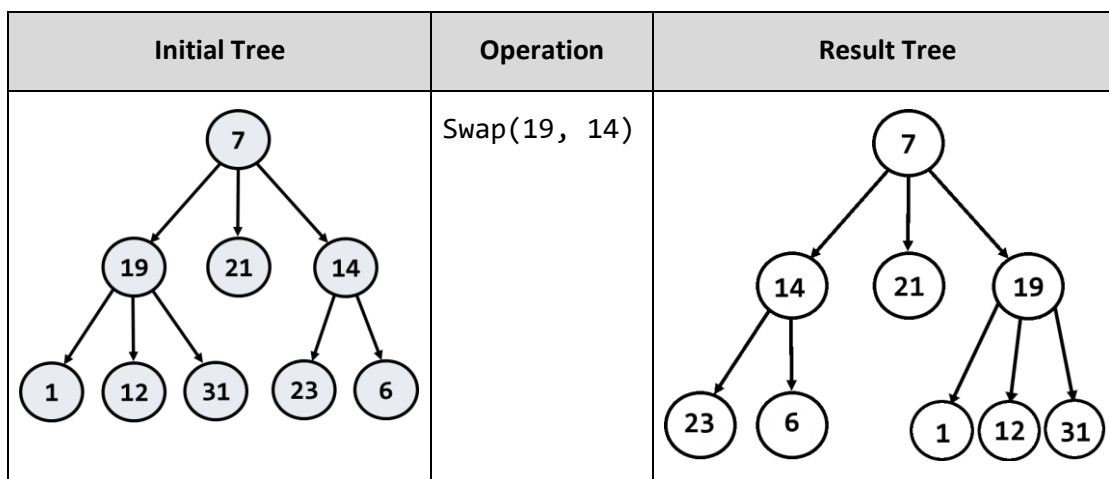 Initial Tree Operation Result Tree
Swap(19, 14)
7
19 21 14
1 12 31 23 6
7
14 21 19
23 6 1 12 31